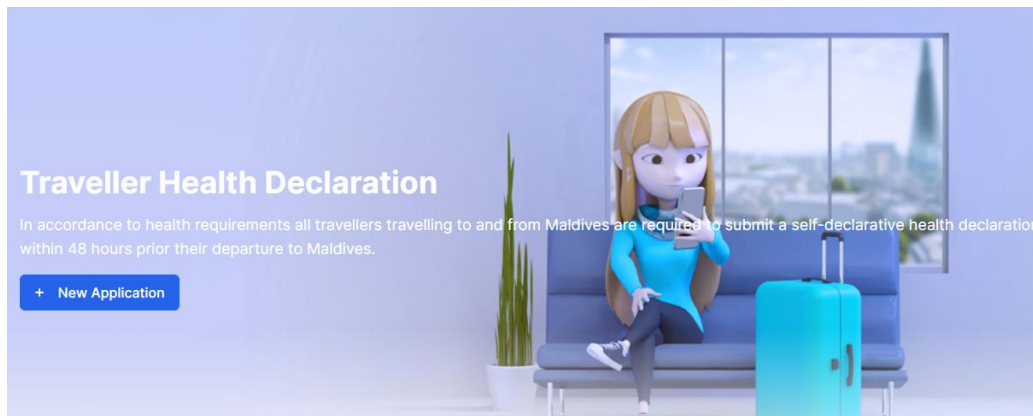 Traveller Health Declaration
In accordance to health requirements all travellers travelling to and from Maldives are required to submit a self-declarative health declaration
within 48 hours prior their departure to Maldives.
+ New Application